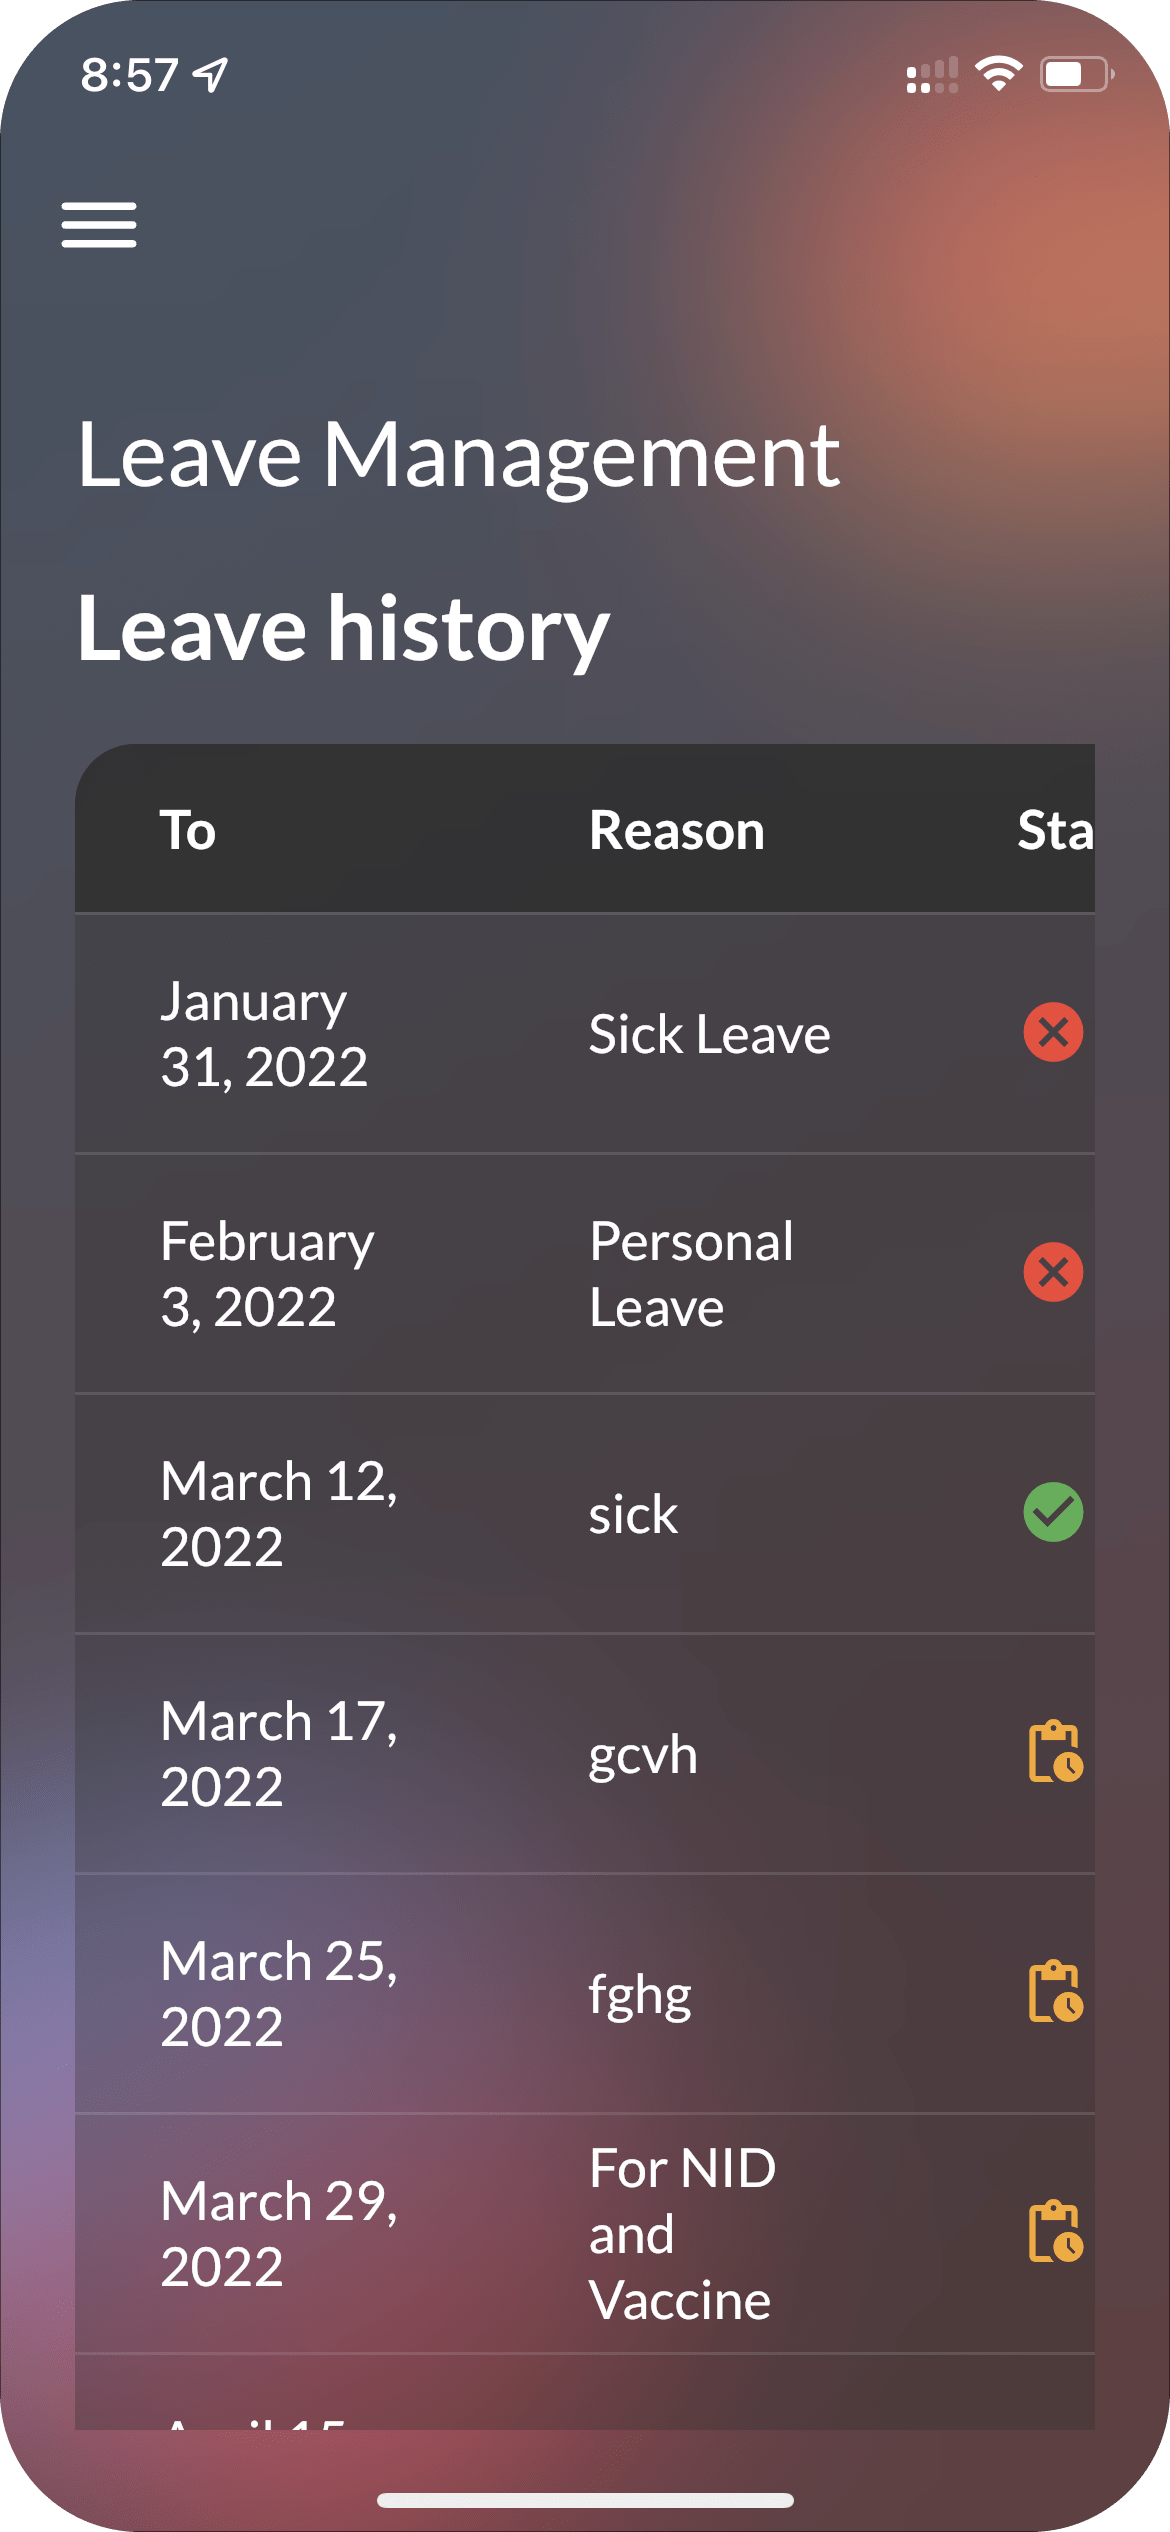 8:57
Leave Management
Leave history
To Reason Sta
January
31, 2022
Sick Leave
February
3, 2022
Personal
Leave
March 12,
2022
sick
March 17,
2022
gcvh
March 25,
2022
fghg
March 29,
2022
For NID
and
Vaccine
April 15